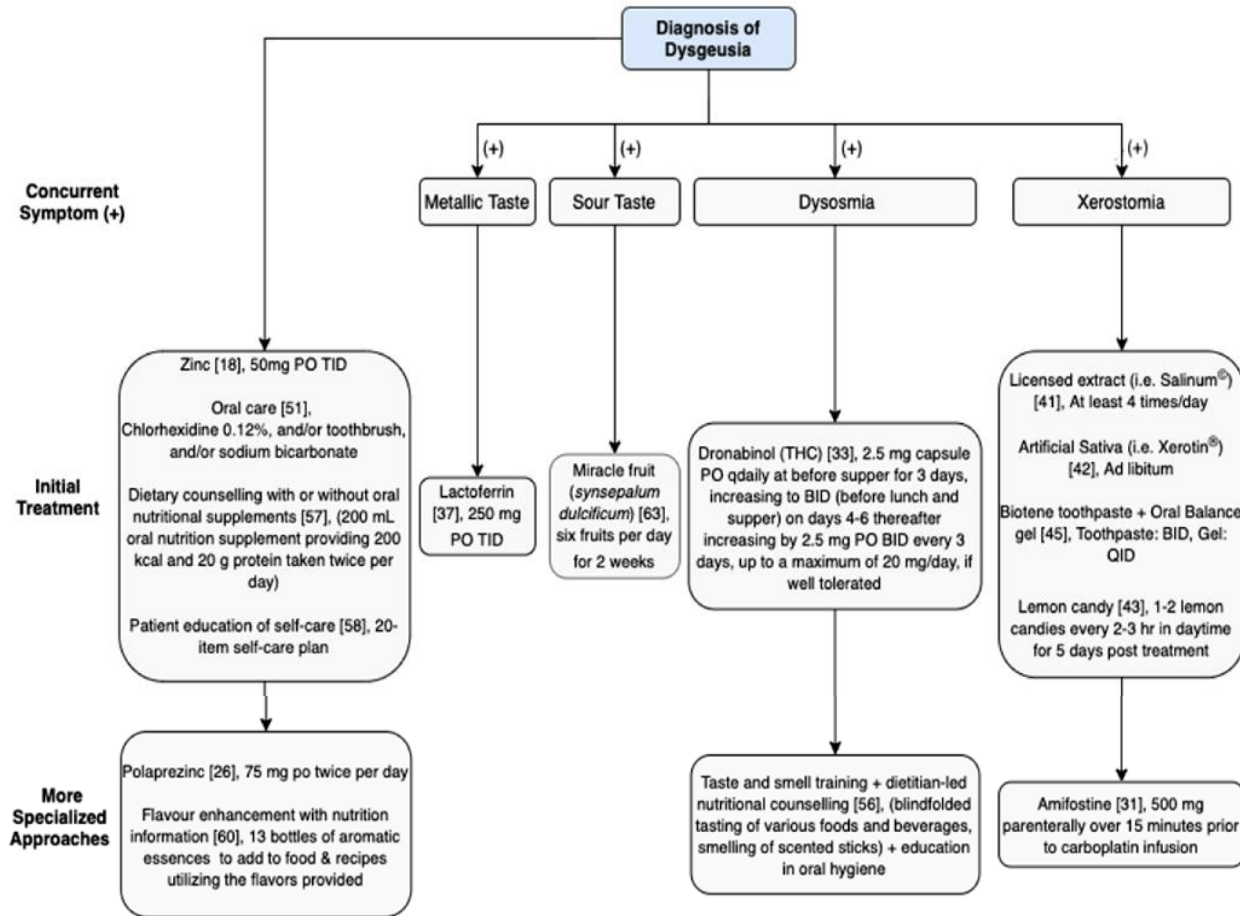 Diagnosis of
Dysgeusia
(+)
(+)
(+)
(+)
Concurrent
Symptom (+)
Metallic Taste
Sour Taste
Dysosmia
Xerostomia
Initial
Treatment
Zinc [18], 50mg PO TID
Oral care [51],
Chlorhexidine 0.12%, and/or toothbrush,
and/or sodium bicarbonate
Dietary counselling with or without oral
nutritional supplements [57], (200 mL
oral nutrition supplement providing 200
kcal and 20 g protein taken twice per
day)
Patient education of self-care [58], 20-
item self-care plan
Lactoferrin
[37], 250 mg
PO TID
Miracle fruit
(synsepalum
dulcificum) [63],
six fruits per day
for 2 weeks
Dronabinol (THC) [33], 2.5 mg capsule
PO qdaily at before supper for 3 days,
increasing to BID (before lunch and
supper) on days 4-6 thereafter
increasing by 2.5 mg PO BID every 3
days, up to a maximum of 20 mg/day, if
well tolerated
Licensed extract (i.e. Salinum©)
[41], At least 4 times/day
Artificial Sativa (i.e. Xerotin®)
[42], Ad libitum
Biotene toothpaste + Oral Balance
gel [45], Toothpaste: BID, Gel:
QID
Lemon candy [43], 1-2 lemon
candies every 2-3 hr in daytime
for 5 days post treatment
More
Specialized
Approaches
Polaprezinc [26], 75 mg po twice per day
Flavour enhancement with nutrition
information [60], 13 bottles of aromatic
essences to add to food & recipes
utilizing the flavors provided
Taste and smell training + dietitian-led
nutritional counselling [56], (blindfolded
tasting of various foods and beverages,
smelling of scented sticks) + education
in oral hygiene
Amifostine [31], 500 mg
parenterally over 15 minutes prior
to carboplatin infusion